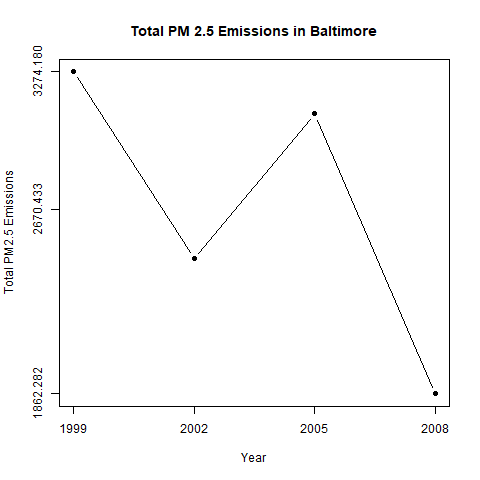 Total PM 2.5 Emissions in Baltimore
Total PM2.5 Emissions
3274.180
2670.433
1862.282
1999 2002 2005 2008
Year